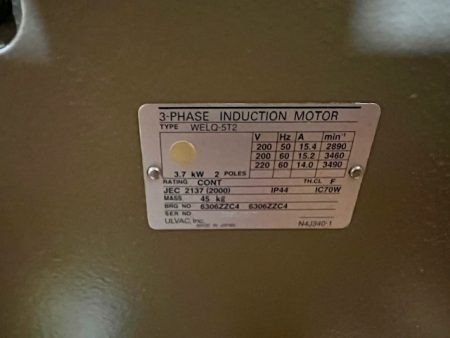 3-PHASE INDUCTION MOTOR
TYPE WELQ-5T2
V Hz A min⁻¹
200 50 15.4 2890
200 60 15.2 3460
220 60 14.0 3490
3.7 kW 2 POLES
RATING CONT TH.CL F
JEC 2137 (2000) IP44 IC70W
MASS 45 kg
BRG NO 6306ZZC4 6306ZZC4
SER NO
ULVAC, Inc. N4J340-1
MADE IN JAPAN